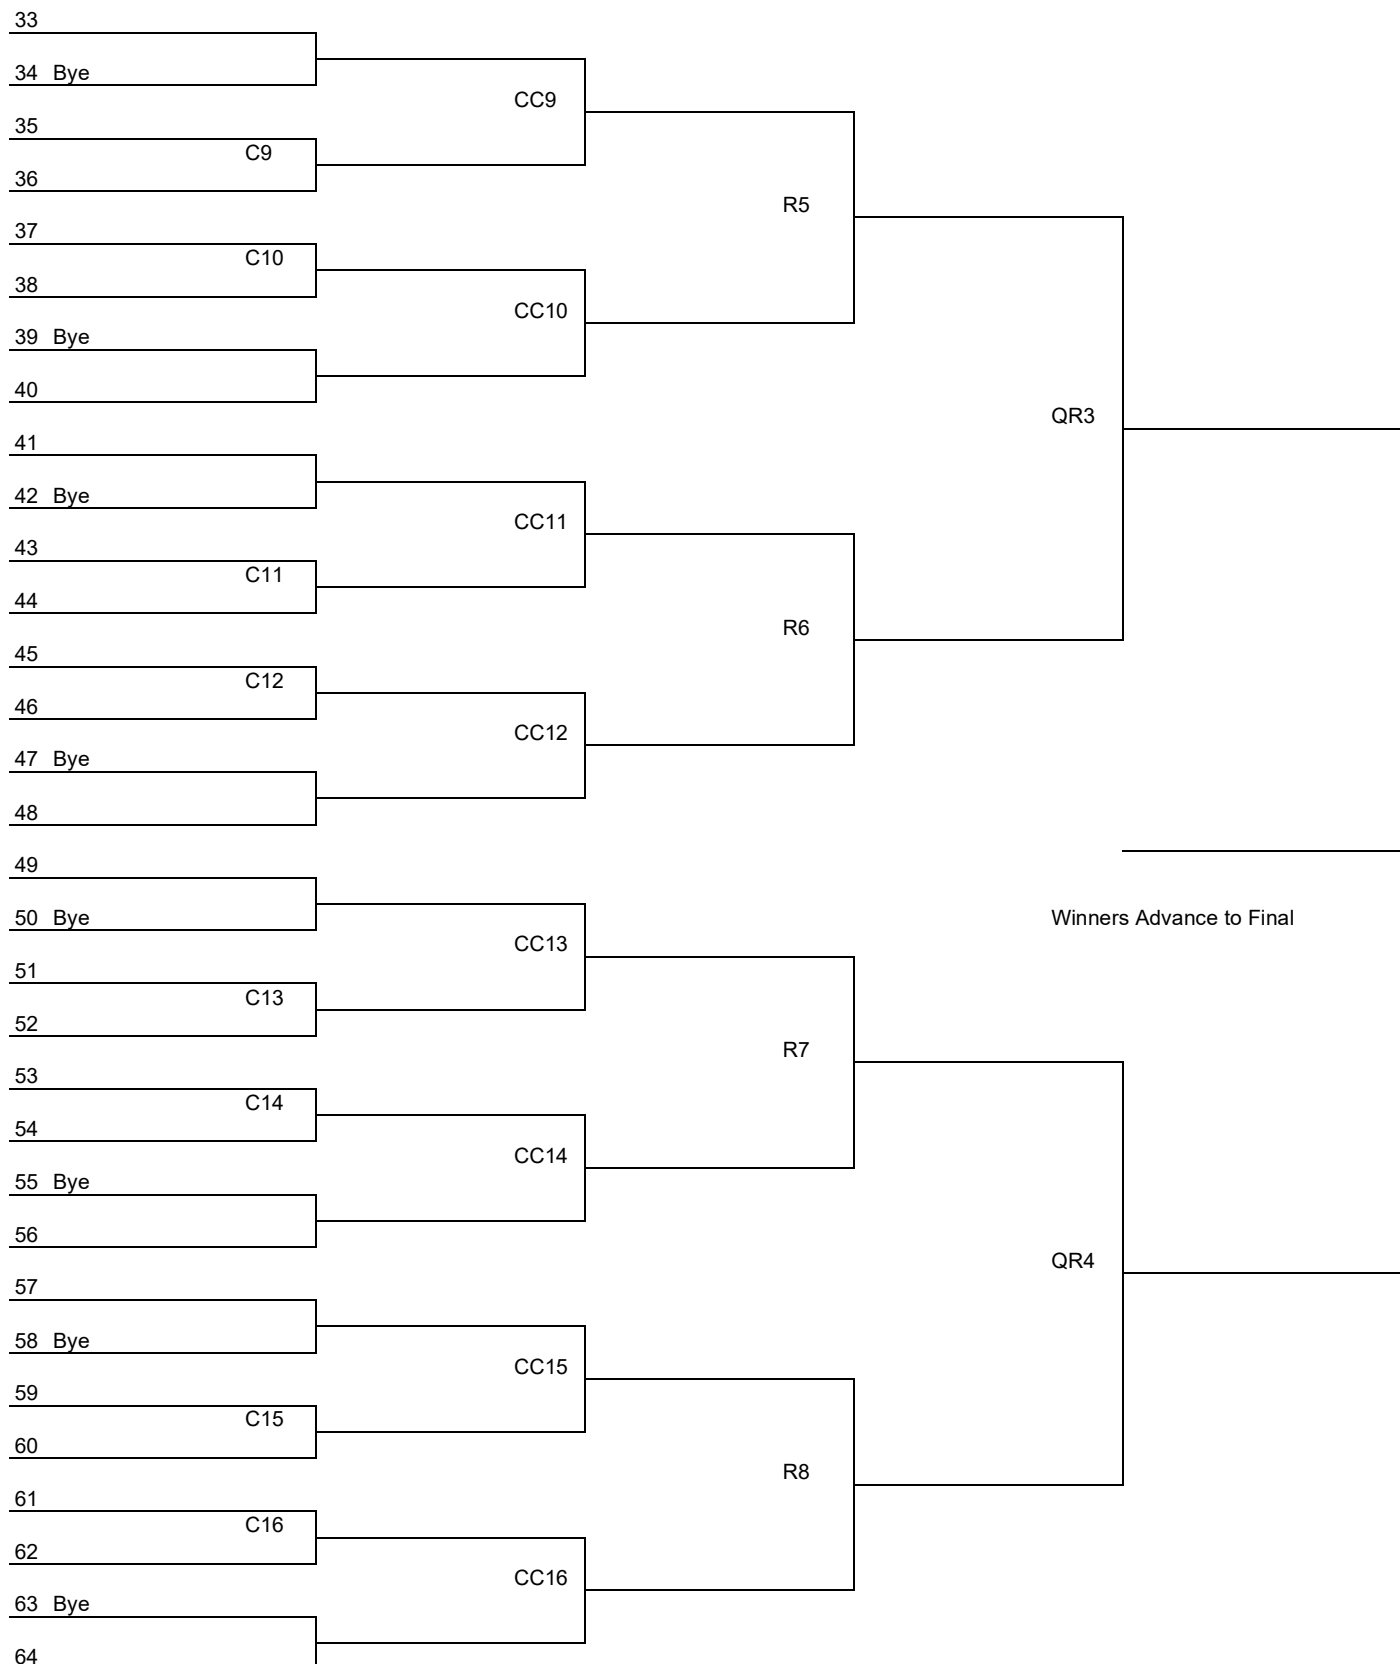 33
34 Bye
CC9
35
C9
36
R5
37
C10
38
CC10
39 Bye
40
QR3
41
42 Bye
CC11
43
C11
44
R6
45
C12
46
CC12
47 Bye
48
49
50 Bye
Winners Advance to Final
CC13
51
C13
52
R7
53
C14
54
CC14
55 Bye
56
QR4
57
58 Bye
CC15
59
C15
60
R8
61
C16
62
CC16
63 Bye
64